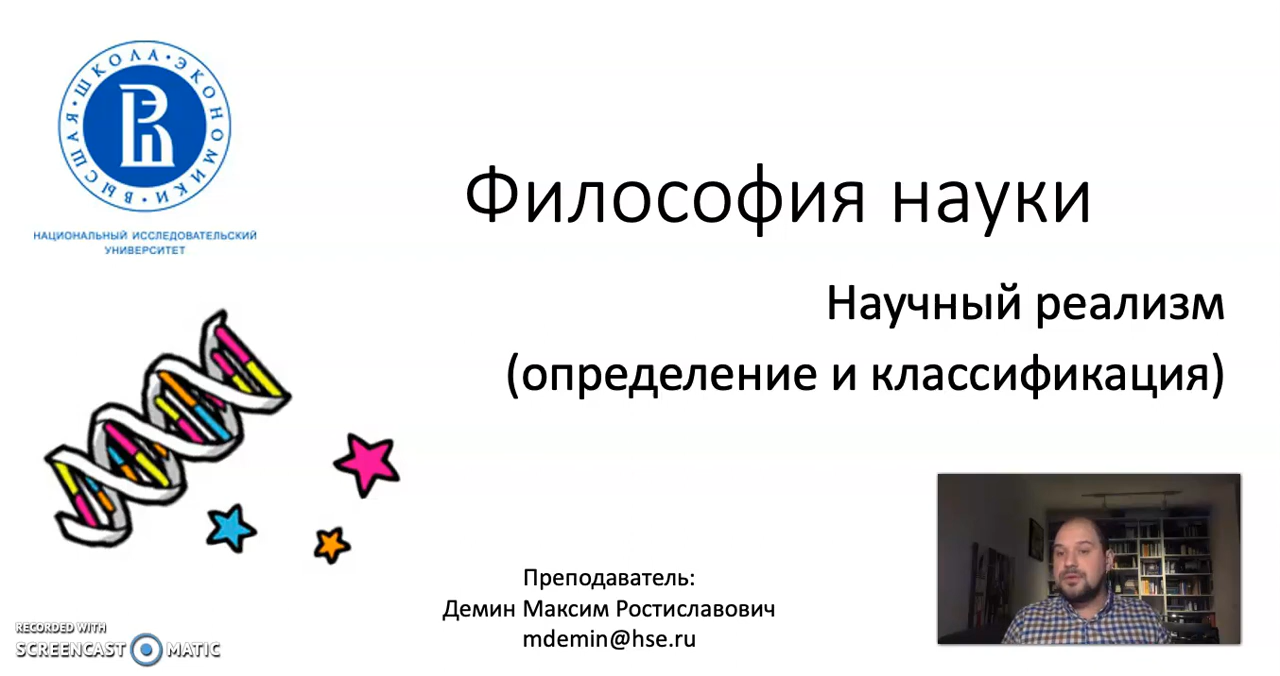 ВЫСШАЯ · ШКОЛА · ЭКОНОМИКИ ·
НАЦИОНАЛЬНЫЙ ИССЛЕДОВАТЕЛЬСКИЙ
УНИВЕРСИТЕТ
Философия науки
Научный реализм
(определение и классификация)
Преподаватель:
Демин Максим Ростиславович
mdemin@hse.ru
RECORDED WITH
SCREENCAST MATIC